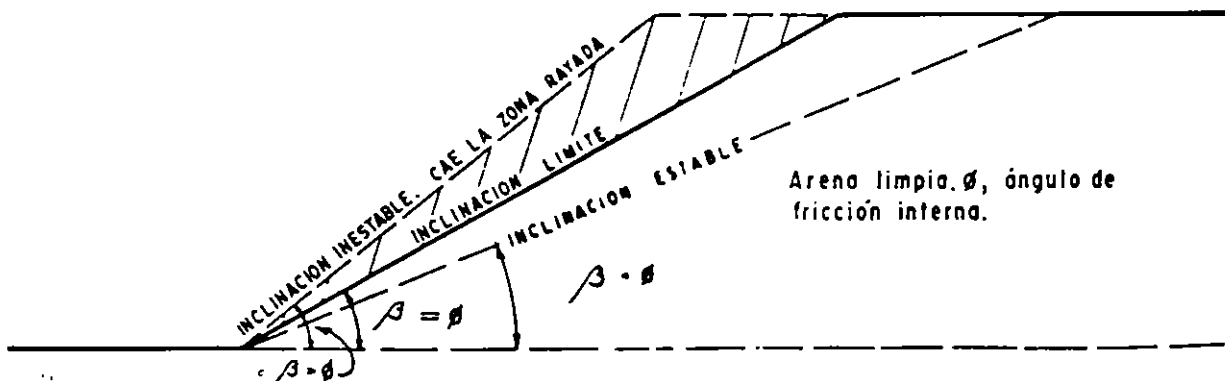 INCLINACION INESTABLE. CAE LA ZONA RAYADA
INCLINACION LIMITE
INCLINACION ESTABLE
Arena limpia. ø, ángulo de
fricción interna.
β · ø
β = ø
β · ø